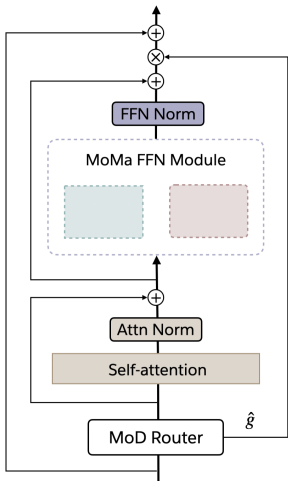 FFN Norm
MoMa FFN Module
Attn Norm
Self-attention
MoD Router
ĝ